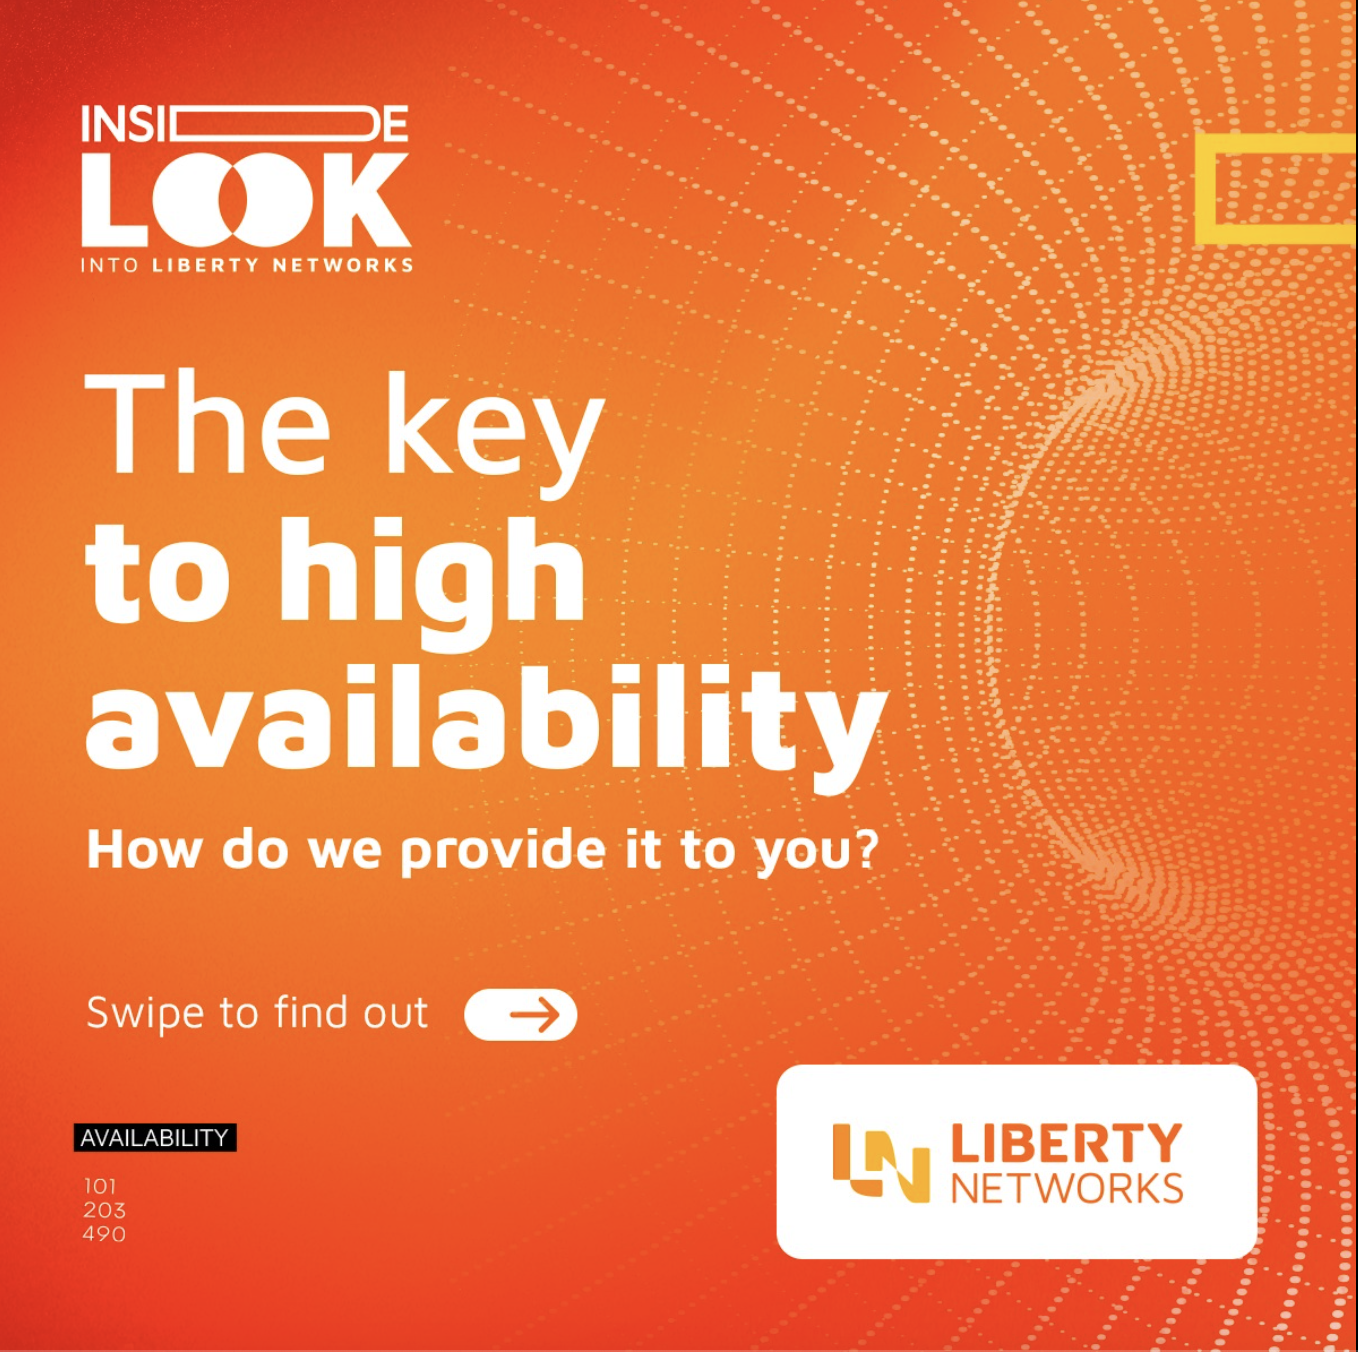 INSIDE
LOOK
INTO LIBERTY NETWORKS
The key
to high
availability
How do we provide it to you?
Swipe to find out
AVAILABILITY
101
203
490
LIBERTY
NETWORKS